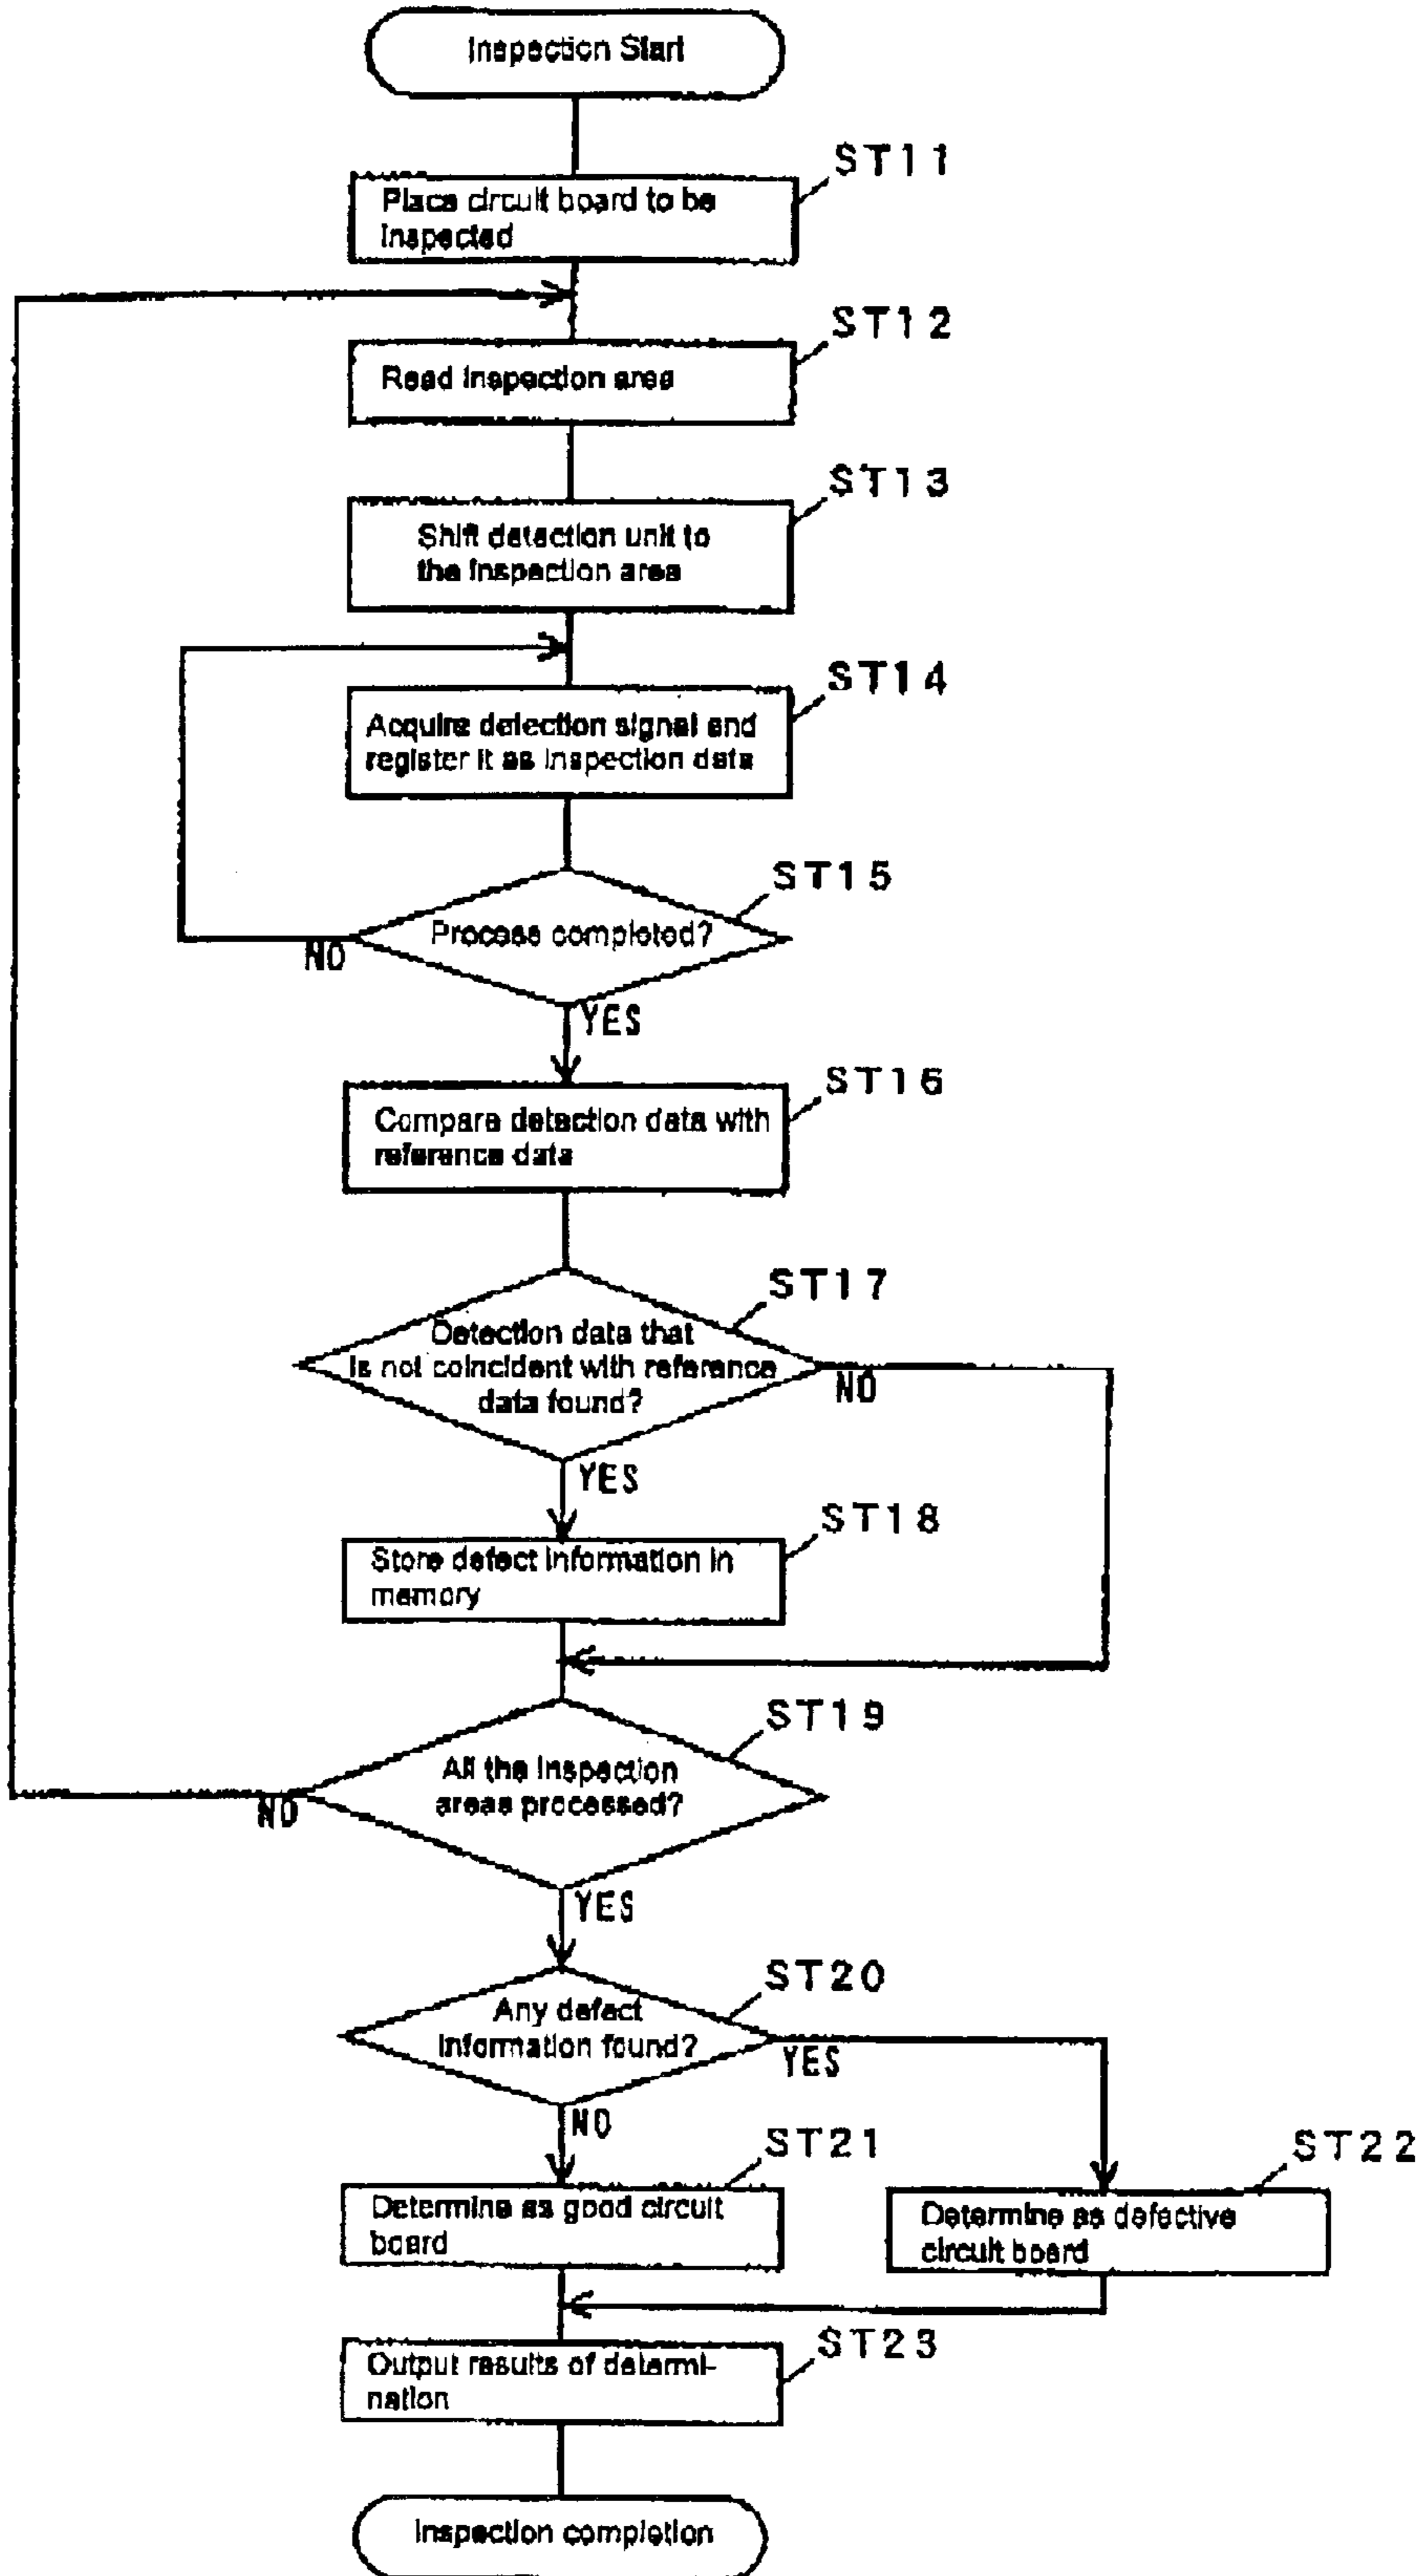 Inspection Start
ST11
Place circuit board to be
inspected
ST12
Read inspection area
ST13
Shift detection unit to
the inspection area
ST14
Acquire detection signal and
register it as inspection data
ST15
Process completed?
NO
YES
ST16
Compare detection data with
reference data
ST17
Detection data that
is not coincident with reference
data found?
NO
YES
ST18
Store defect information in
memory
ST19
All the inspection
areas processed?
NO
YES
ST20
Any defect
information found?
YES
NO
ST21
Determine as good circuit
board
ST22
Determine as defective
circuit board
ST23
Output results of determi-
nation
Inspection completion